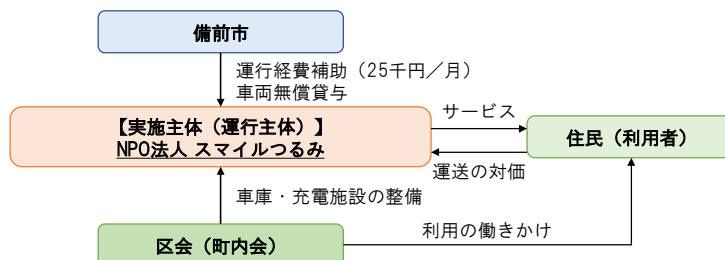 備前市
運行経費補助（25千円／月）
車両無償貸与
【実施主体（運行主体）】
NPO法人 スマイルつるみ
サービス
住民（利用者）
運送の対価
車庫・充電施設の整備
区会（町内会）
利用の働きかけ